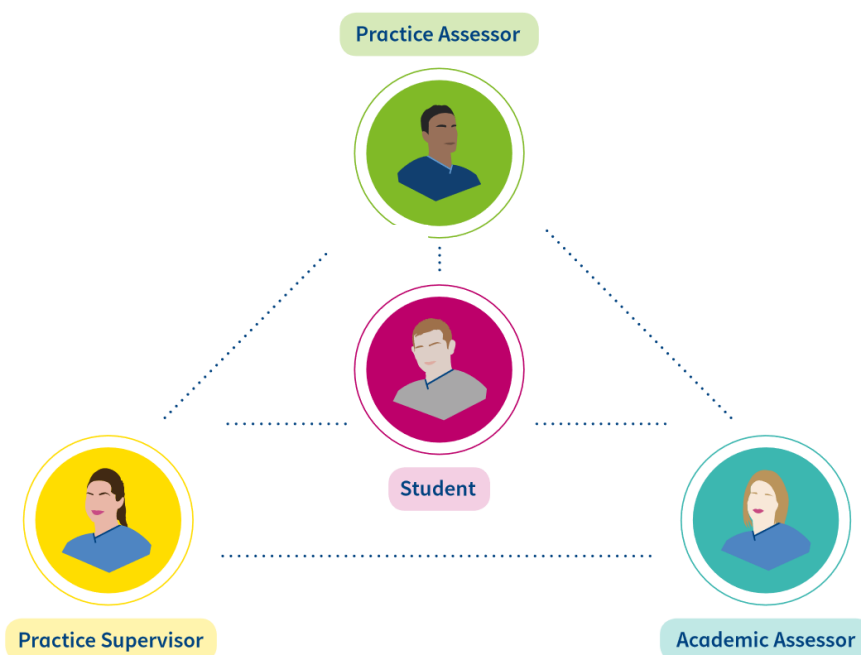 Practice Assessor
Student
Practice Supervisor
Academic Assessor